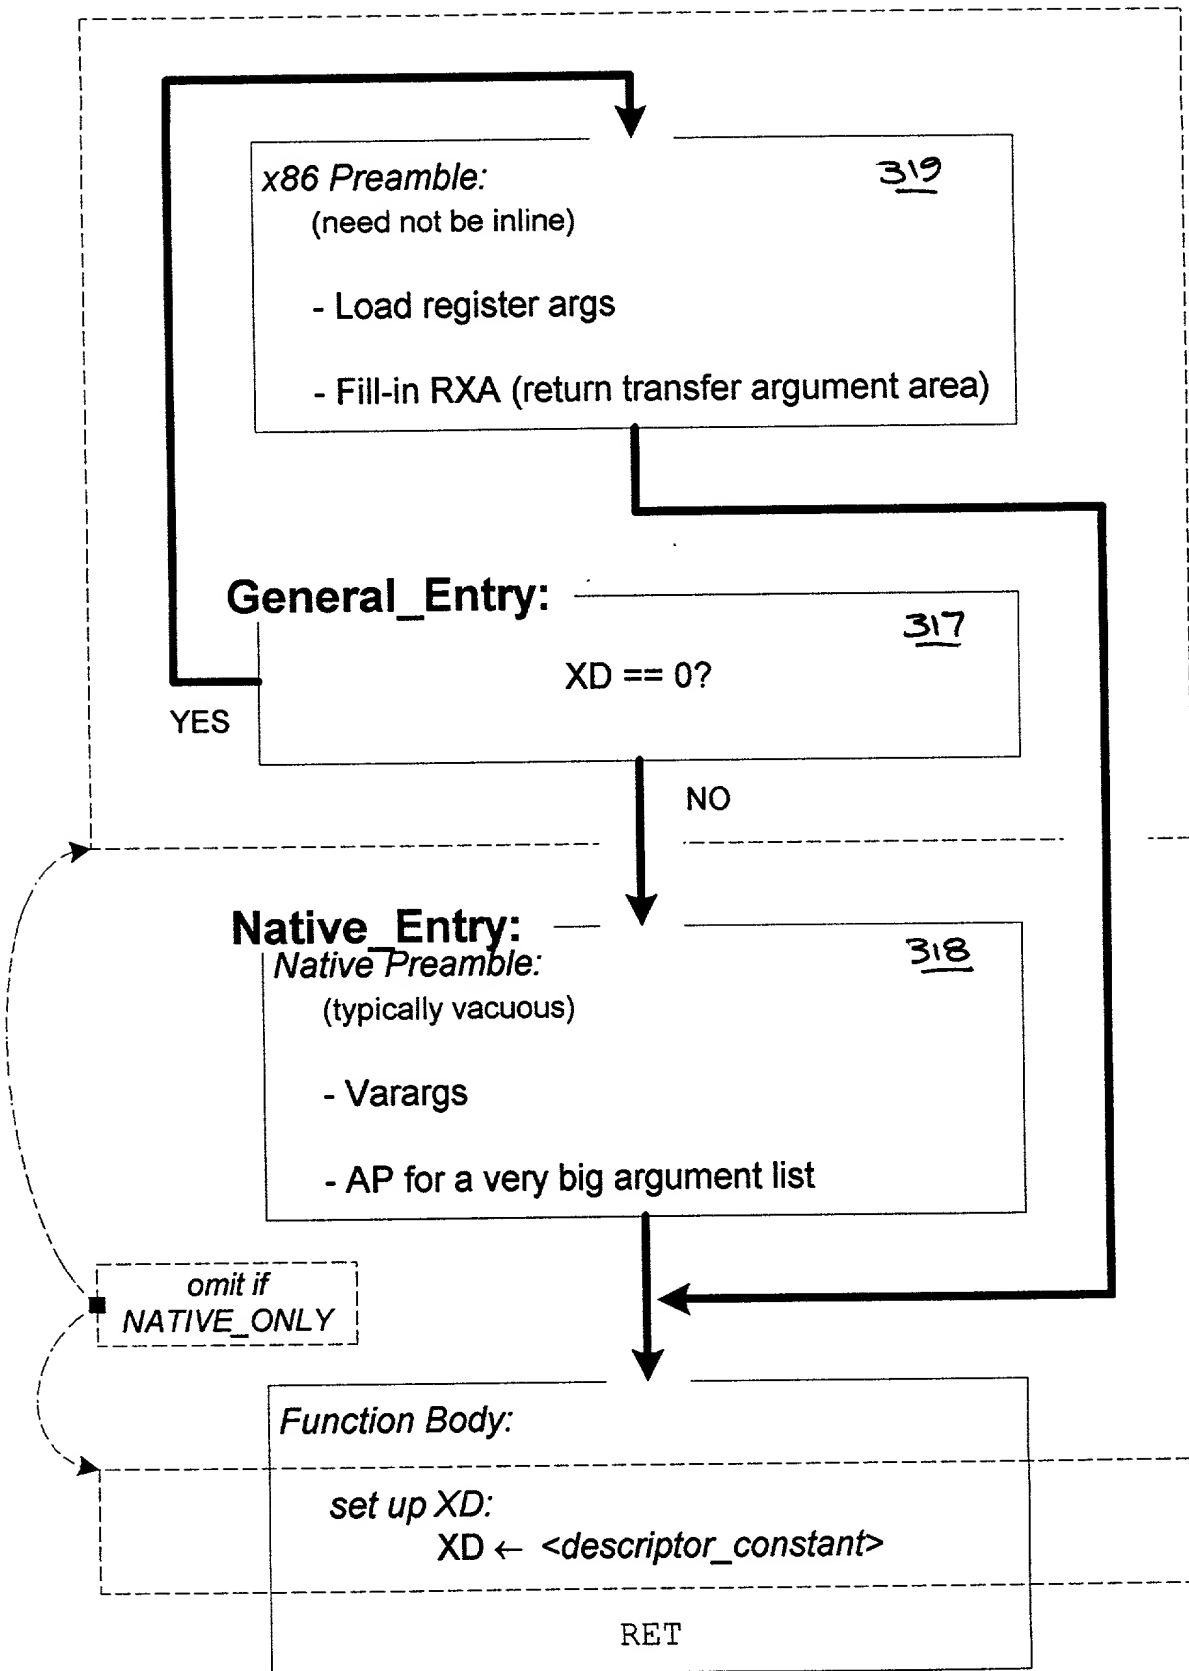 x86 Preamble:
319
(need not be inline)
- Load register args
- Fill-in RXA (return transfer argument area)
General_Entry:
317
XD == 0?
YES
NO
Native_Entry:
318
Native Preamble:
(typically vacuous)
- Varargs
- AP for a very big argument list
omit if
NATIVE_ONLY
Function Body:
set up XD:
XD ← <descriptor_constant>
RET